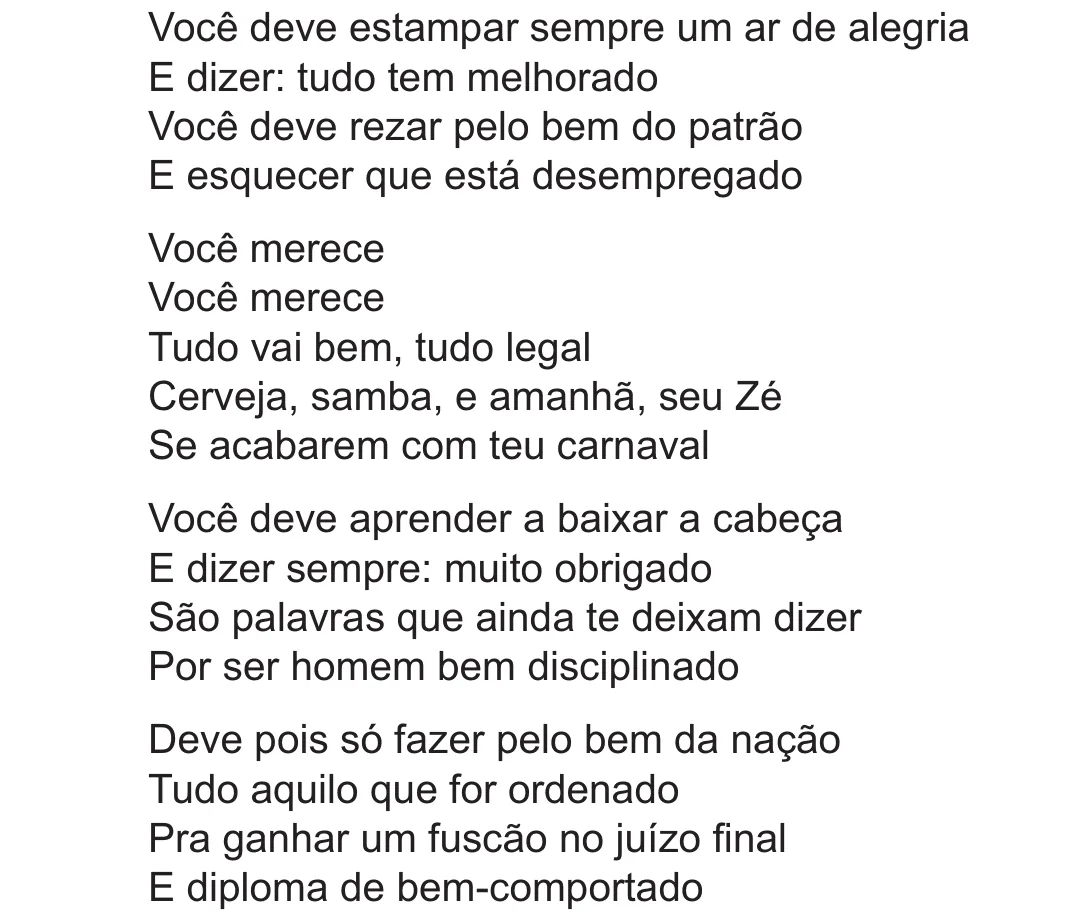 Você deve estampar sempre um ar de alegria
E dizer: tudo tem melhorado
Você deve rezar pelo bem do patrão
E esquecer que está desempregado
Você merece
Você merece
Tudo vai bem, tudo legal
Cerveja, samba, e amanhã, seu Zé
Se acabarem com teu carnaval
Você deve aprender a baixar a cabeça
E dizer sempre: muito obrigado
São palavras que ainda te deixam dizer
Por ser homem bem disciplinado
Deve pois só fazer pelo bem da nação
Tudo aquilo que for ordenado
Pra ganhar um fuscão no juízo final
E diploma de bem-comportado